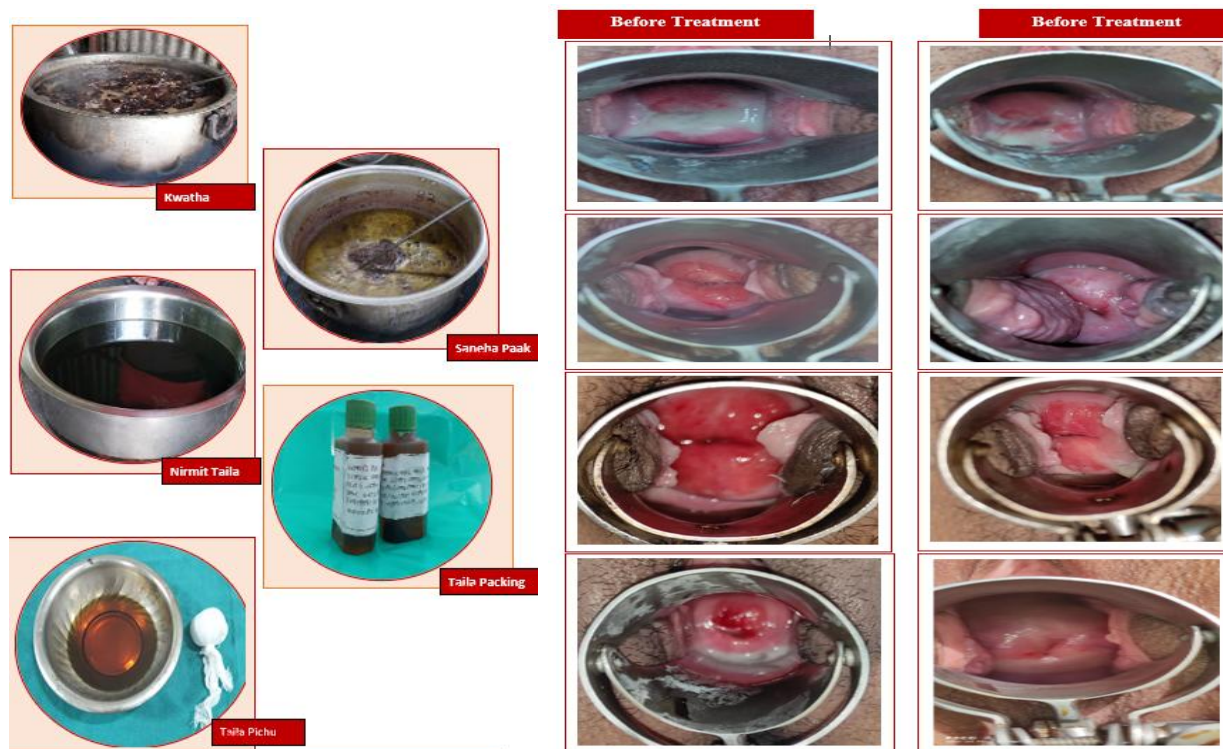 Before Treatment
Before Treatment
Kwatha
Saneha Paak
Nirmit Taila
Taila Packing
Taila Pichu